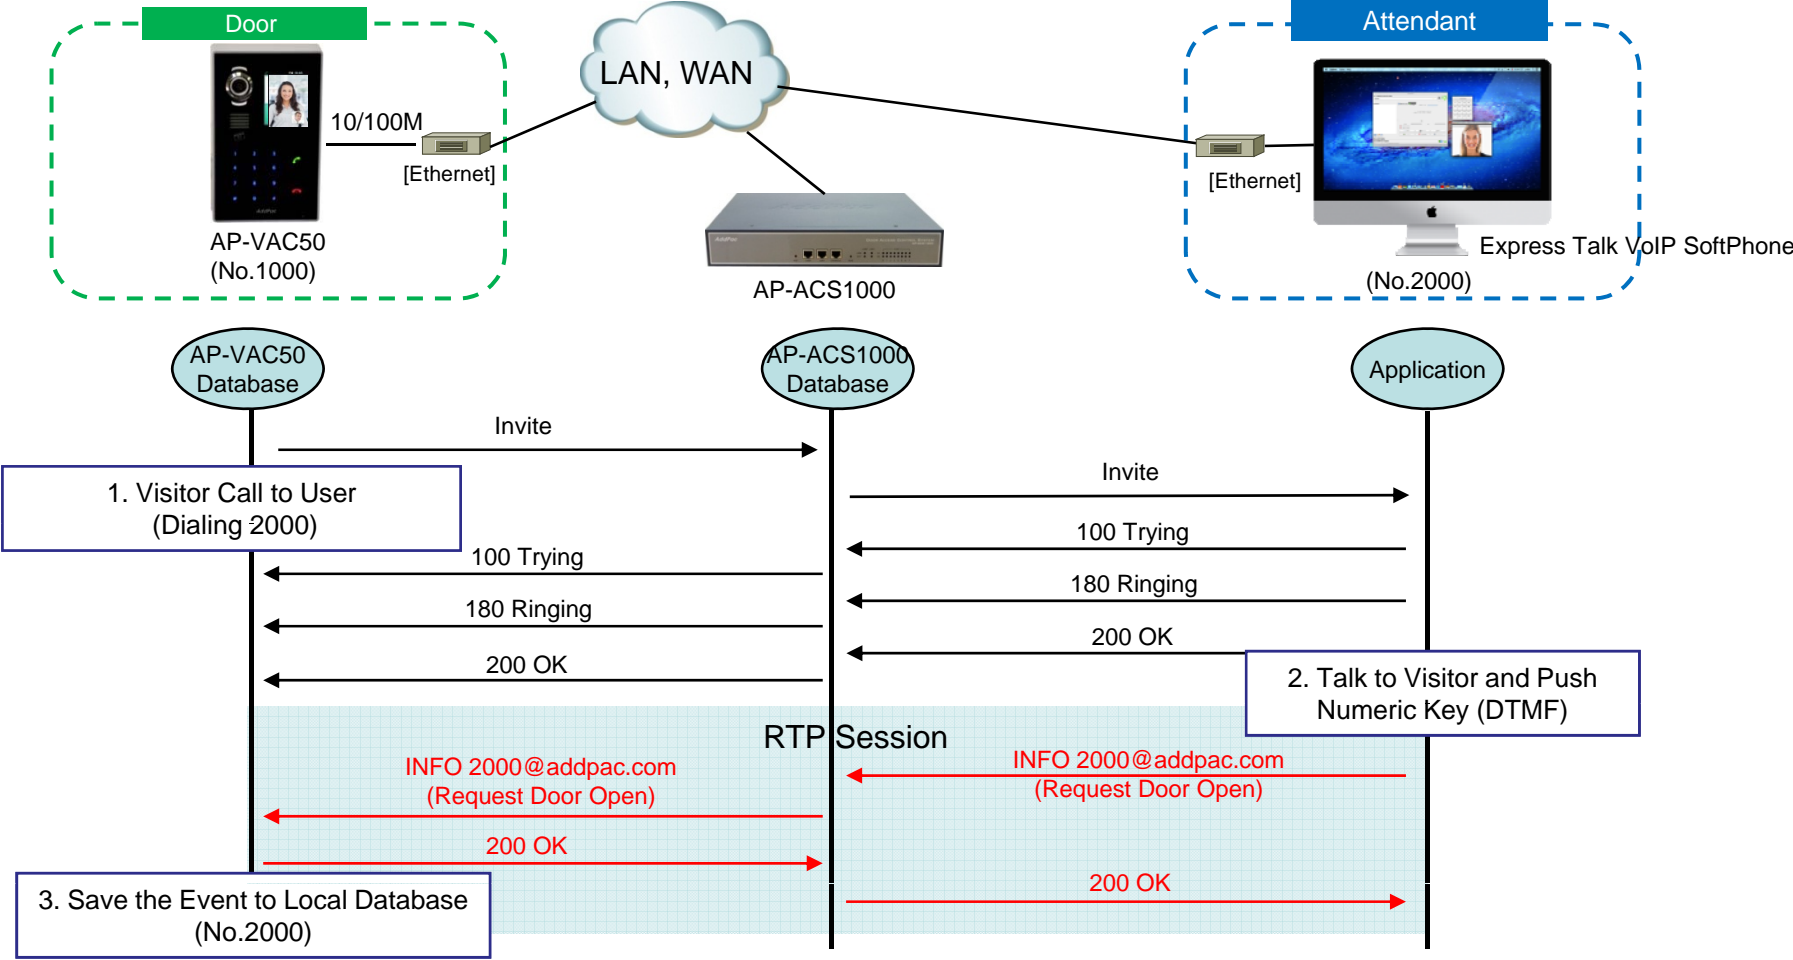 Door
Attendant
LAN, WAN
10/100M
[Ethernet]
[Ethernet]
AddPac
AddPac
AP-VAC50
(No.1000)
AP-ACS1000
Express Talk VoIP SoftPhone
(No.2000)
AP-VAC50
Database
AP-ACS1000
Database
Application
Invite
Invite
1. Visitor Call to User
(Dialing 2000)
100 Trying
100 Trying
180 Ringing
180 Ringing
200 OK
200 OK
2. Talk to Visitor and Push
Numeric Key (DTMF)
RTP Session
INFO 2000@addpac.com
(Request Door Open)
INFO 2000@addpac.com
(Request Door Open)
200 OK
200 OK
3. Save the Event to Local Database
(No.2000)